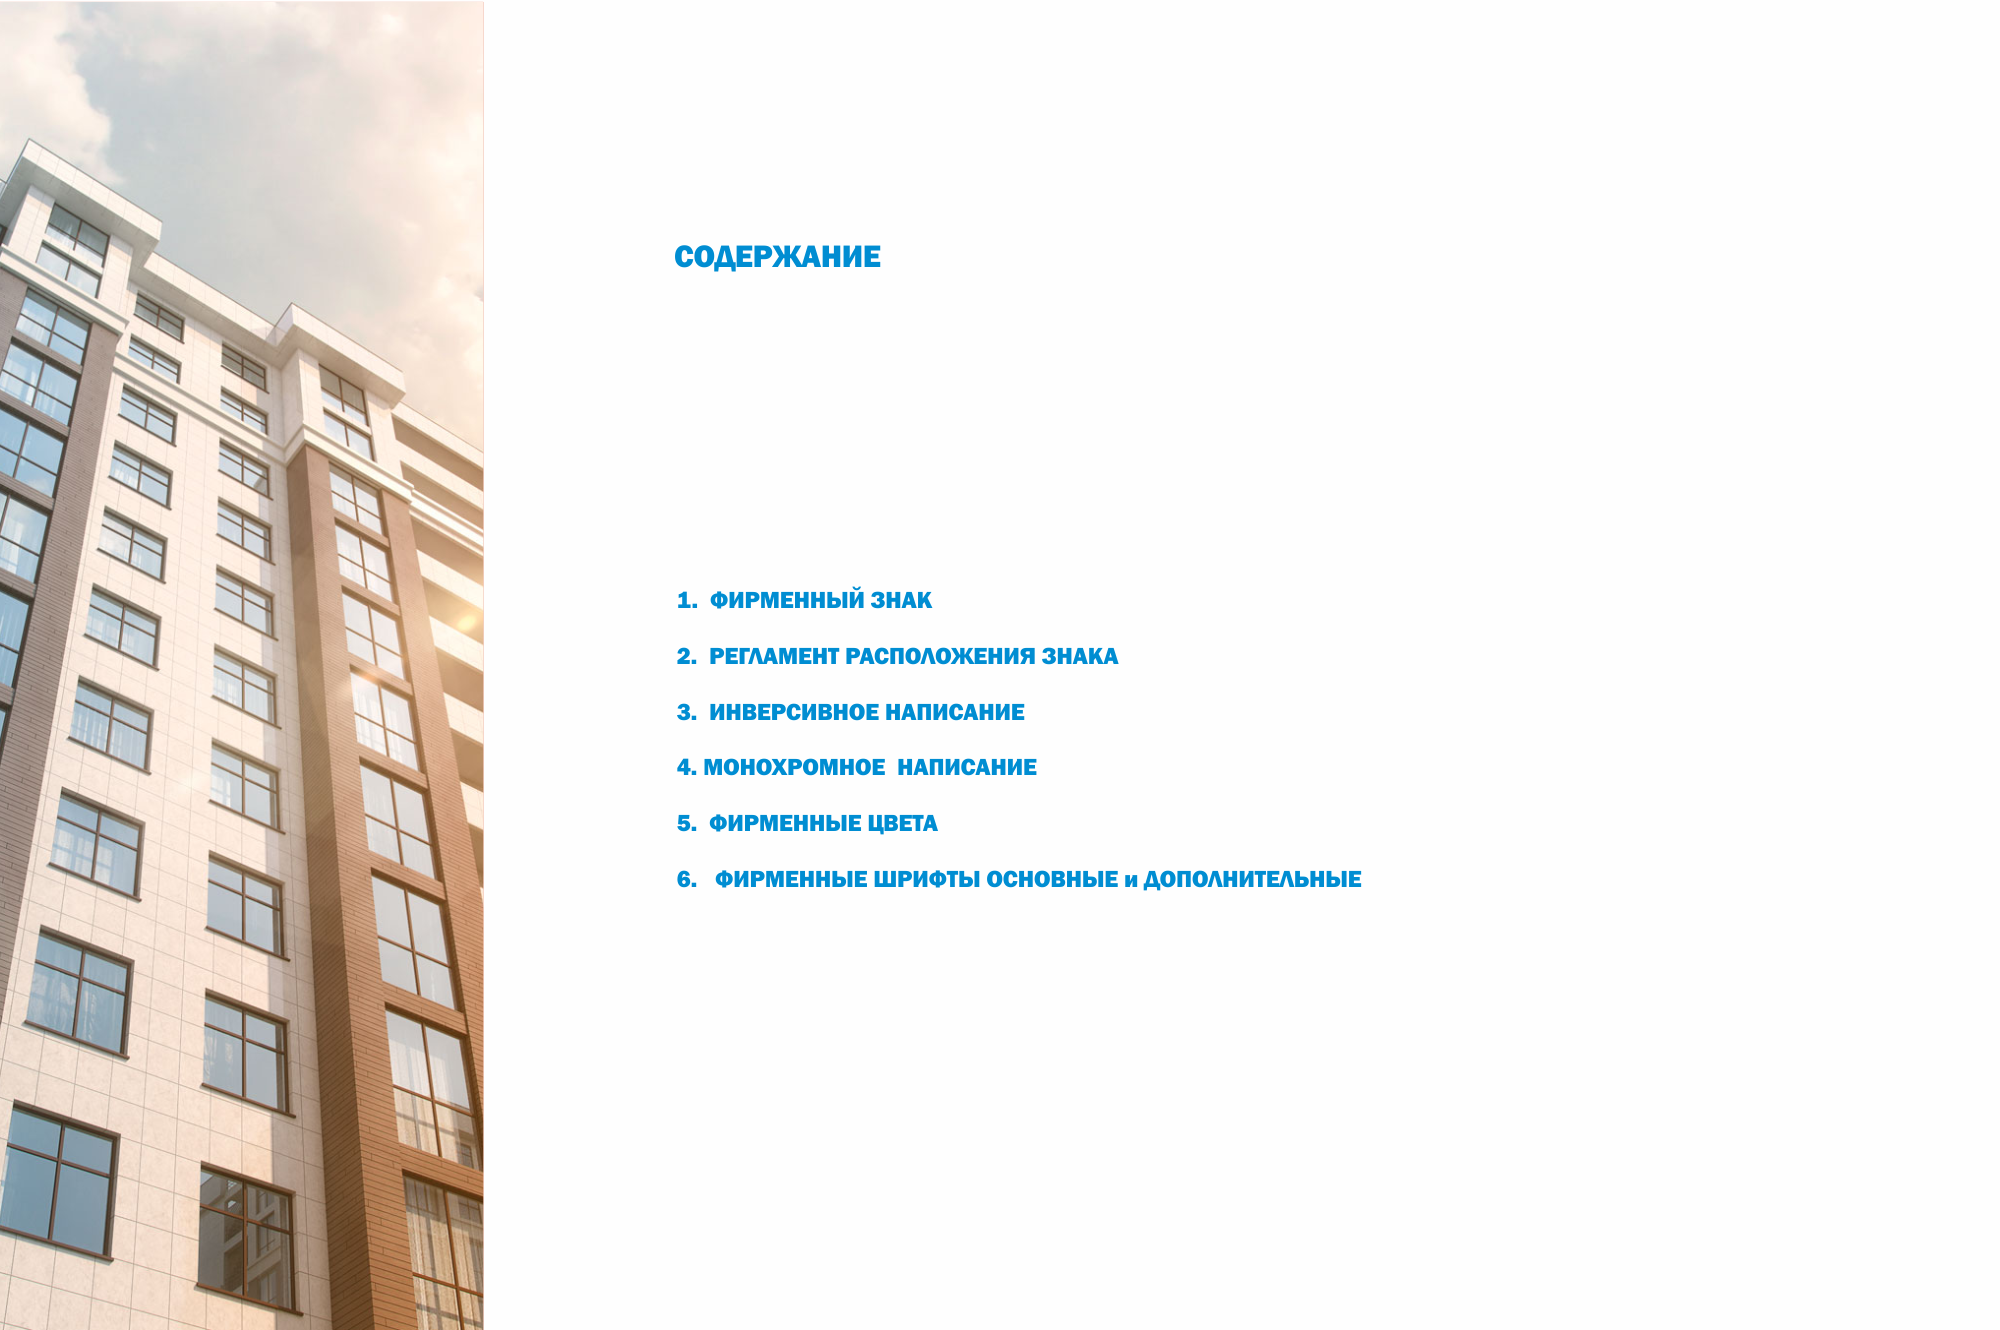 СОДЕРЖАНИЕ
1. ФИРМЕННЫЙ ЗНАК
2. РЕГЛАМЕНТ РАСПОЛОЖЕНИЯ ЗНАКА
3. ИНВЕРСИВНОЕ НАПИСАНИЕ
4. МОНОХРОМНОЕ НАПИСАНИЕ
5. ФИРМЕННЫЕ ЦВЕТА
6. ФИРМЕННЫЕ ШРИФТЫ ОСНОВНЫЕ и ДОПОЛНИТЕЛЬНЫЕ